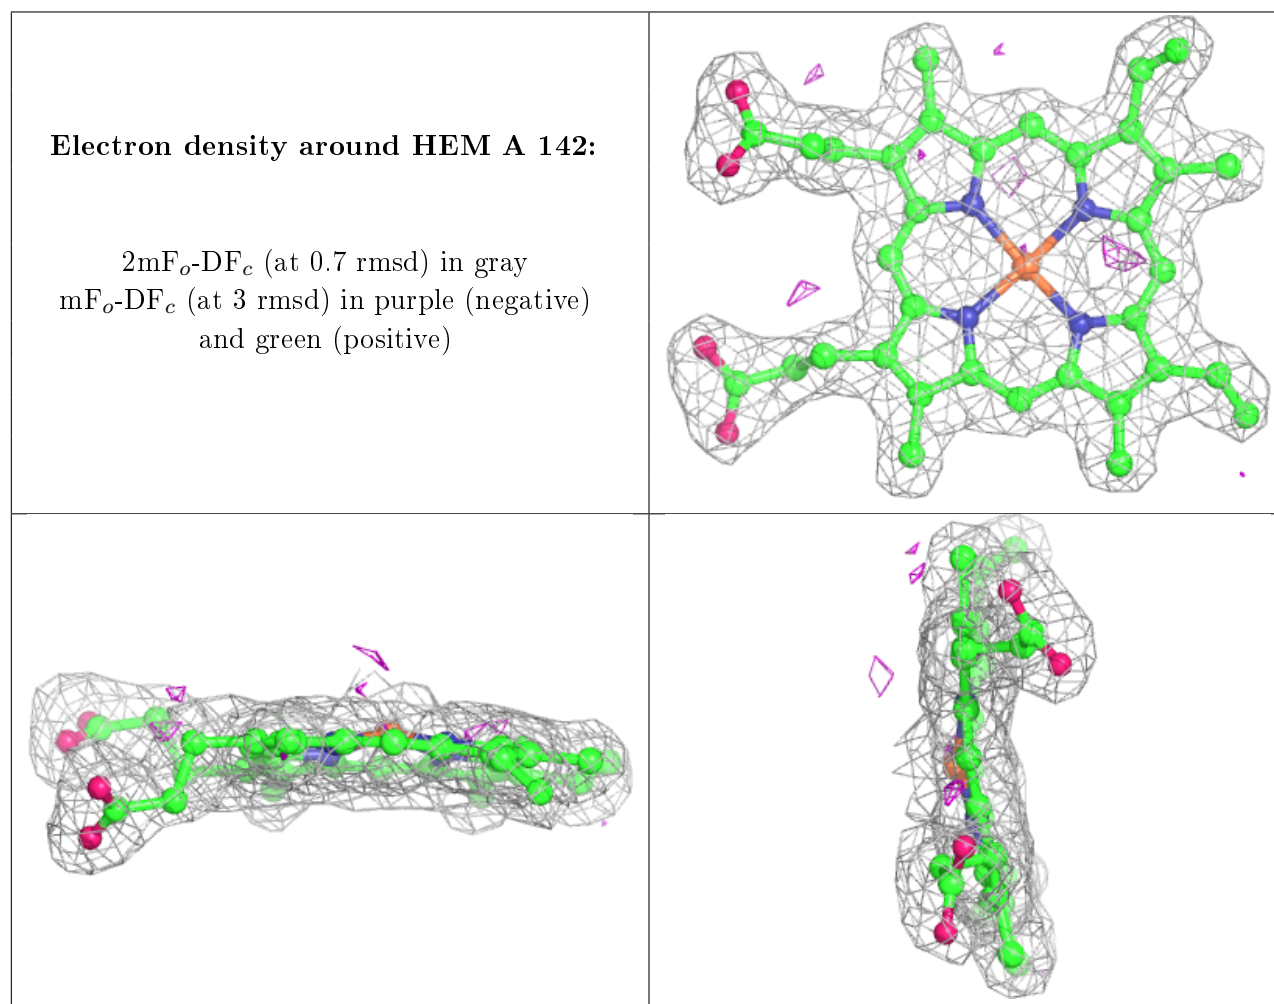 Electron density around HEM A 142:
2mFo-DFc (at 0.7 rmsd) in gray
mFo-DFc (at 3 rmsd) in purple (negative)
and green (positive)